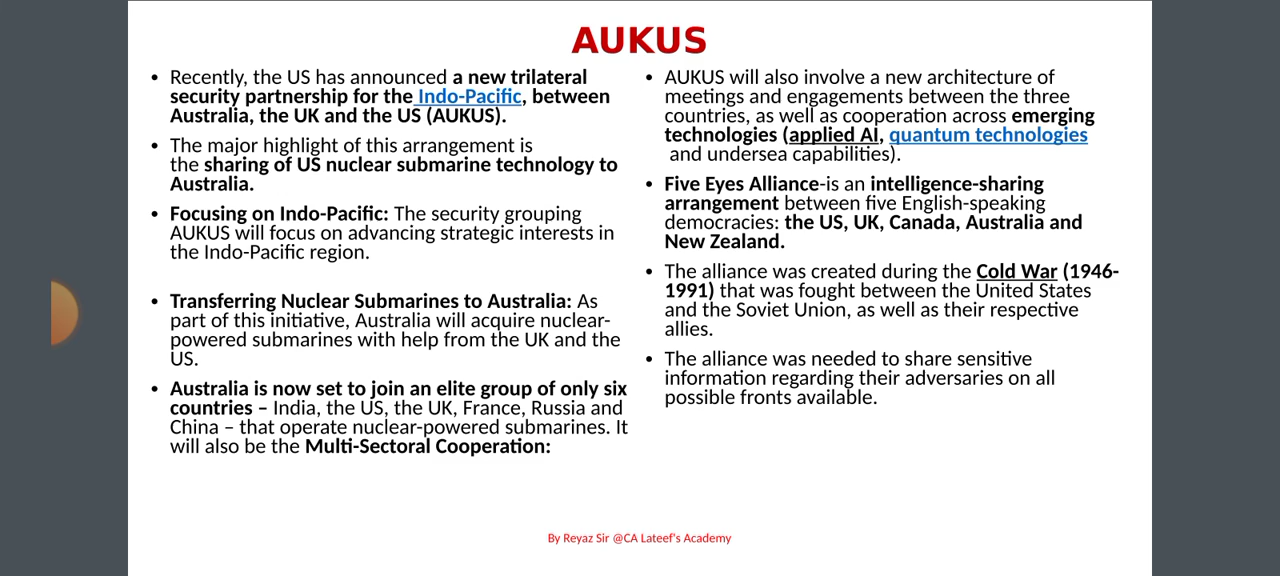 AUKUS
• Recently, the US has announced a new trilateral
security partnership for the Indo-Pacific, between
Australia, the UK and the US (AUKUS).
• The major highlight of this arrangement is
the sharing of US nuclear submarine technology to
Australia.
• Focusing on Indo-Pacific: The security grouping
AUKUS will focus on advancing strategic interests in
the Indo-Pacific region.
• Transferring Nuclear Submarines to Australia: As
part of this initiative, Australia will acquire nuclear-
powered submarines with help from the UK and the
US.
• Australia is now set to join an elite group of only six
countries – India, the US, the UK, France, Russia and
China – that operate nuclear-powered submarines. It
will also be the Multi-Sectoral Cooperation:
• AUKUS will also involve a new architecture of
meetings and engagements between the three
countries, as well as cooperation across emerging
technologies (applied AI, quantum technologies
and undersea capabilities).
• Five Eyes Alliance-is an intelligence-sharing
arrangement between five English-speaking
democracies: the US, UK, Canada, Australia and
New Zealand.
• The alliance was created during the Cold War (1946-
1991) that was fought between the United States
and the Soviet Union, as well as their respective
allies.
• The alliance was needed to share sensitive
information regarding their adversaries on all
possible fronts available.
By Reyaz Sir @CA Lateef's Academy